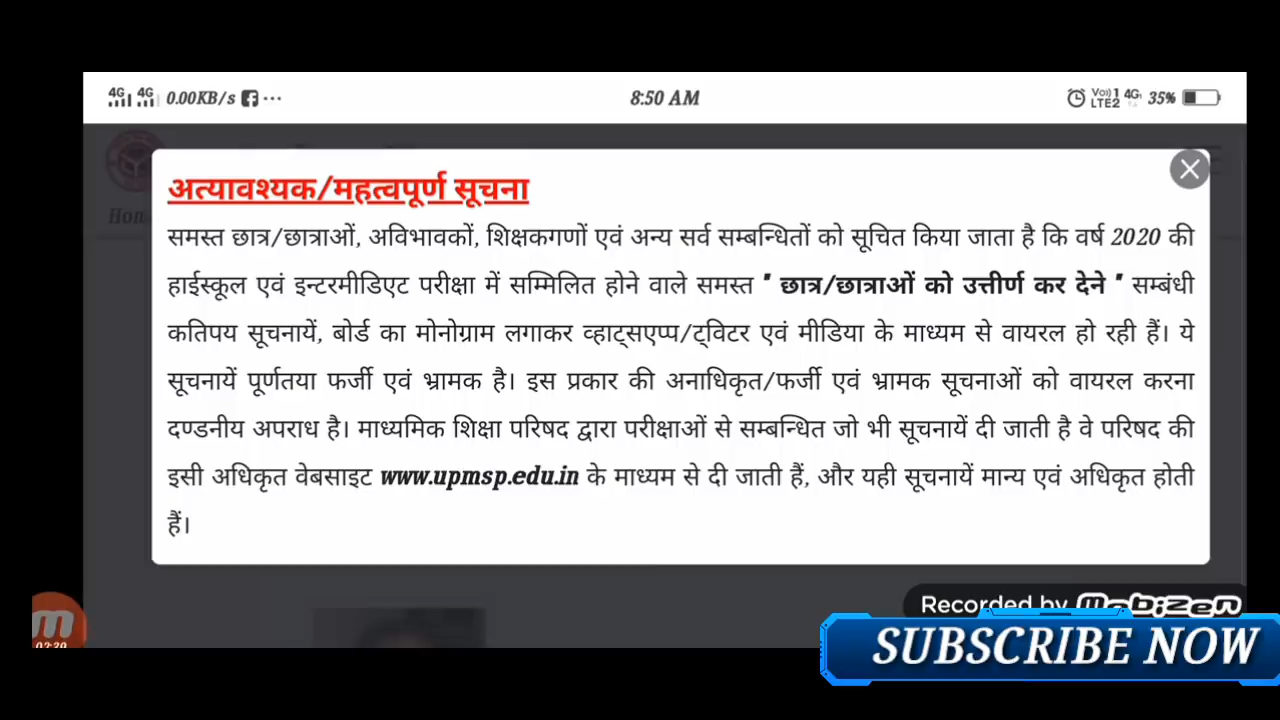 4G 4G 0.00KB/s ... 8:50 AM Vo) 1 LTE2 4G 35%
Hom
अत्यावश्यक/महत्वपूर्ण सूचना
समस्त छात्र/छात्राओं, अविभावकों, शिक्षकगणों एवं अन्य सर्व सम्बन्धितों को सूचित किया जाता है कि वर्ष 2020 की
हाईस्कूल एवं इन्टरमीडिएट परीक्षा में सम्मिलित होने वाले समस्त " छात्र/छात्राओं को उत्तीर्ण कर देने " सम्बंधी
कतिपय सूचनायें, बोर्ड का मोनोग्राम लगाकर व्हाट्सएप्प/ट्विटर एवं मीडिया के माध्यम से वायरल हो रही हैं। ये
सूचनायें पूर्णतया फर्जी एवं भ्रामक है। इस प्रकार की अनाधिकृत/फर्जी एवं भ्रामक सूचनाओं को वायरल करना
दण्डनीय अपराध है। माध्यमिक शिक्षा परिषद द्वारा परीक्षाओं से सम्बन्धित जो भी सूचनायें दी जाती है वे परिषद की
इसी अधिकृत वेबसाइट www.upmsp.edu.in के माध्यम से दी जाती हैं, और यही सूचनायें मान्य एवं अधिकृत होती
हैं।
Recorded by Mobizen
SUBSCRIBE NOW